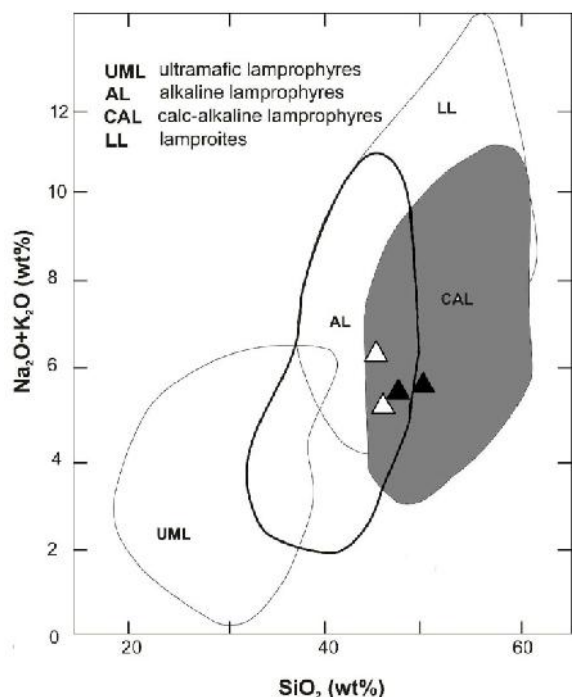 UML ultramafic lamprophyres
AL alkaline lamprophyres
CAL calc-alkaline lamprophyres
LL lamproites
LL
12
10
8
6
4
2
0
Na₂O+K₂O (wt%)
CAL
AL
UML
20
40
60
SiO₂ (wt%)